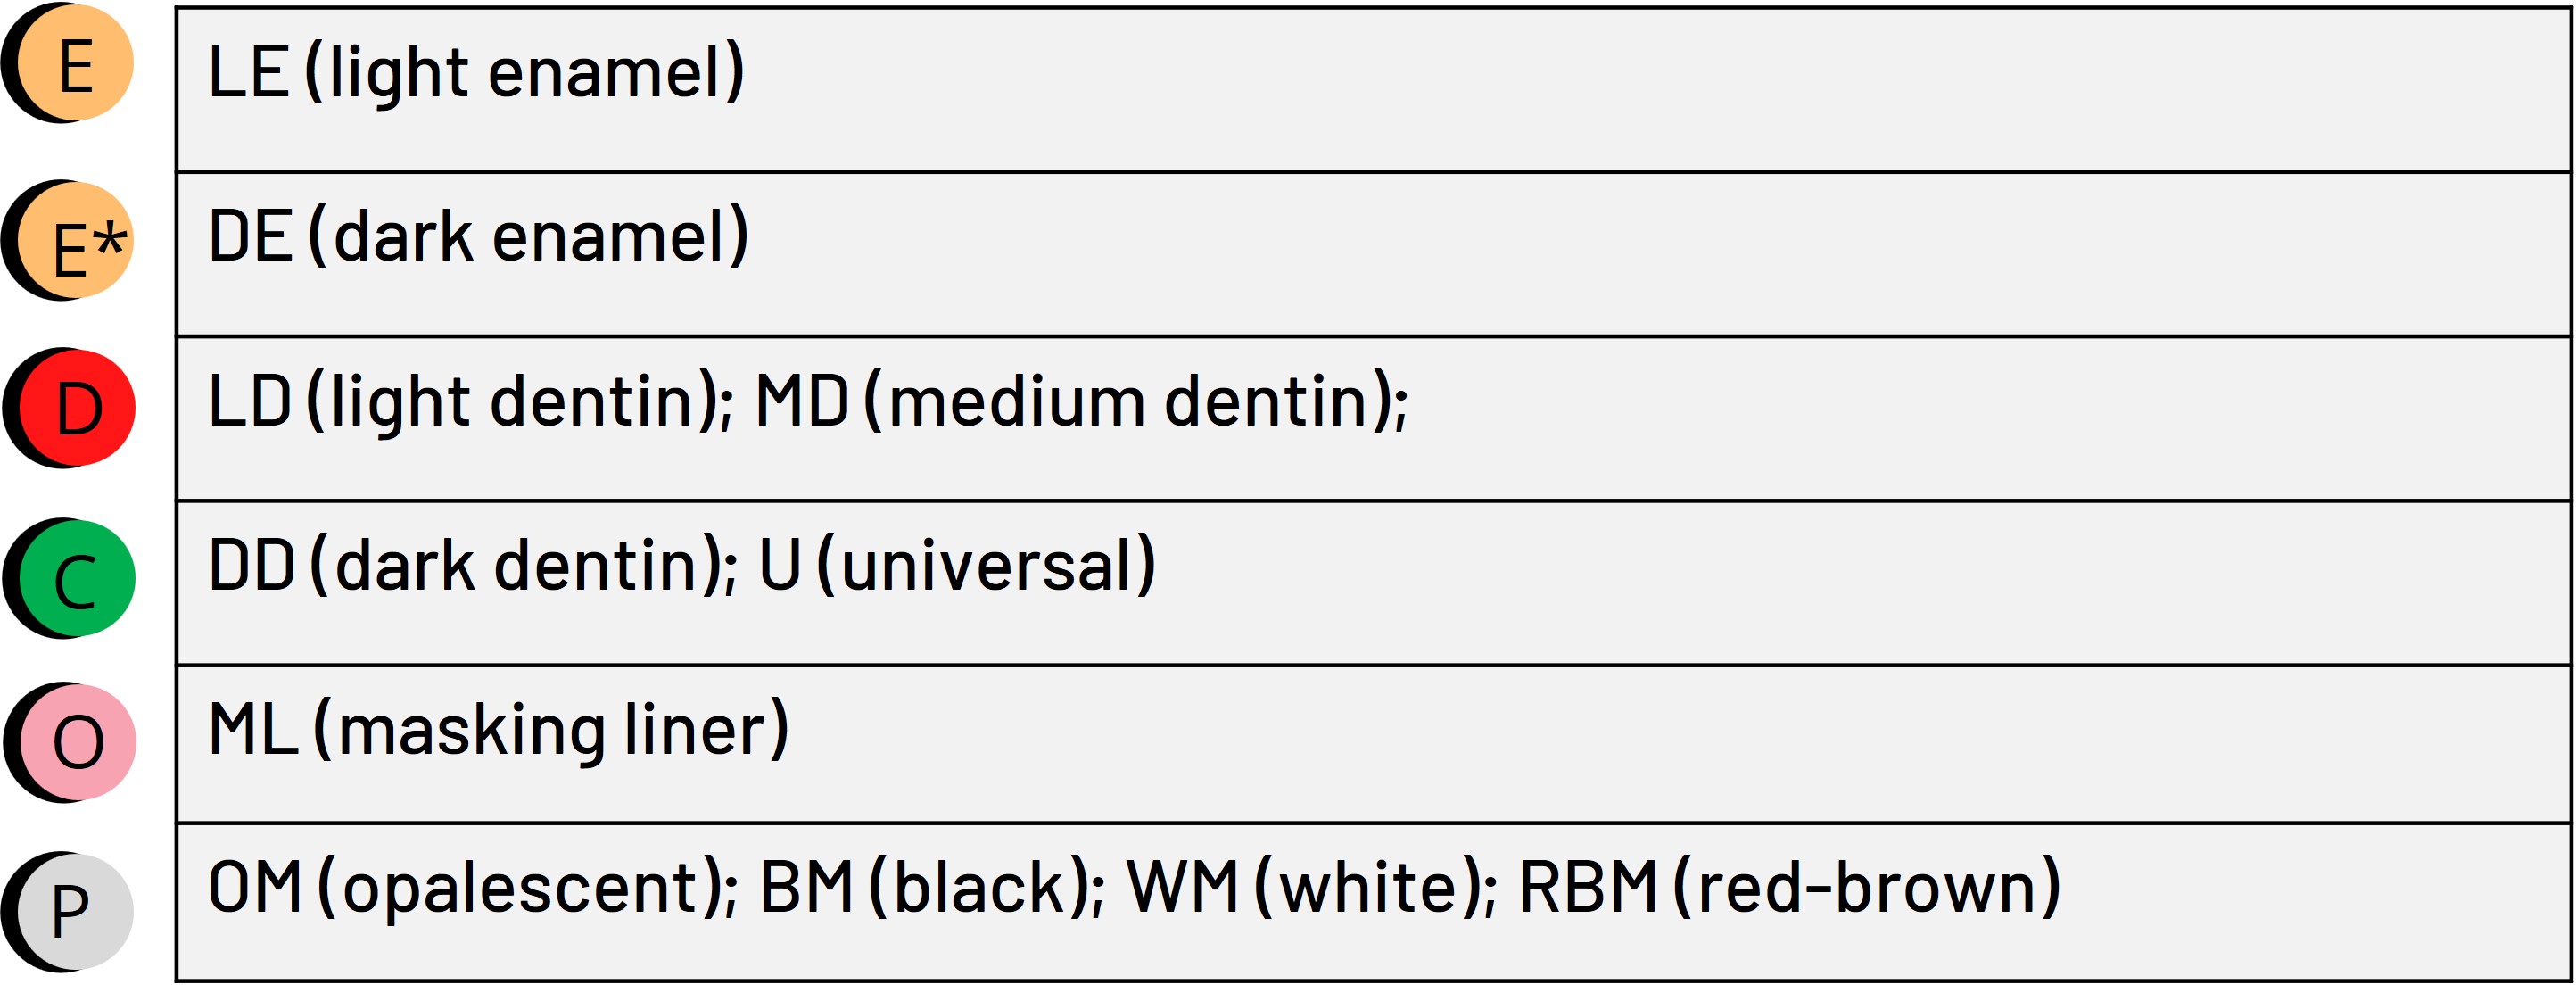 E
LE (light enamel)
E*
DE (dark enamel)
D
LD (light dentin); MD (medium dentin);
C
DD (dark dentin); U (universal)
O
ML (masking liner)
P
OM (opalescent); BM (black); WM (white); RBM (red-brown)